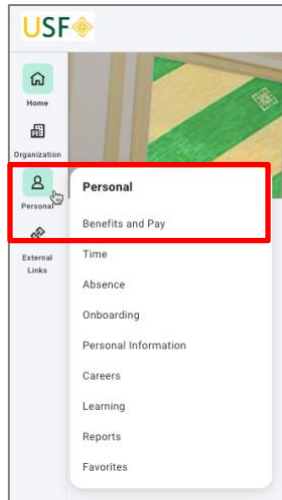 USF
Home
Organization
Personal
External
Links
Personal
Benefits and Pay
Time
Absence
Onboarding
Personal Information
Careers
Learning
Reports
Favorites